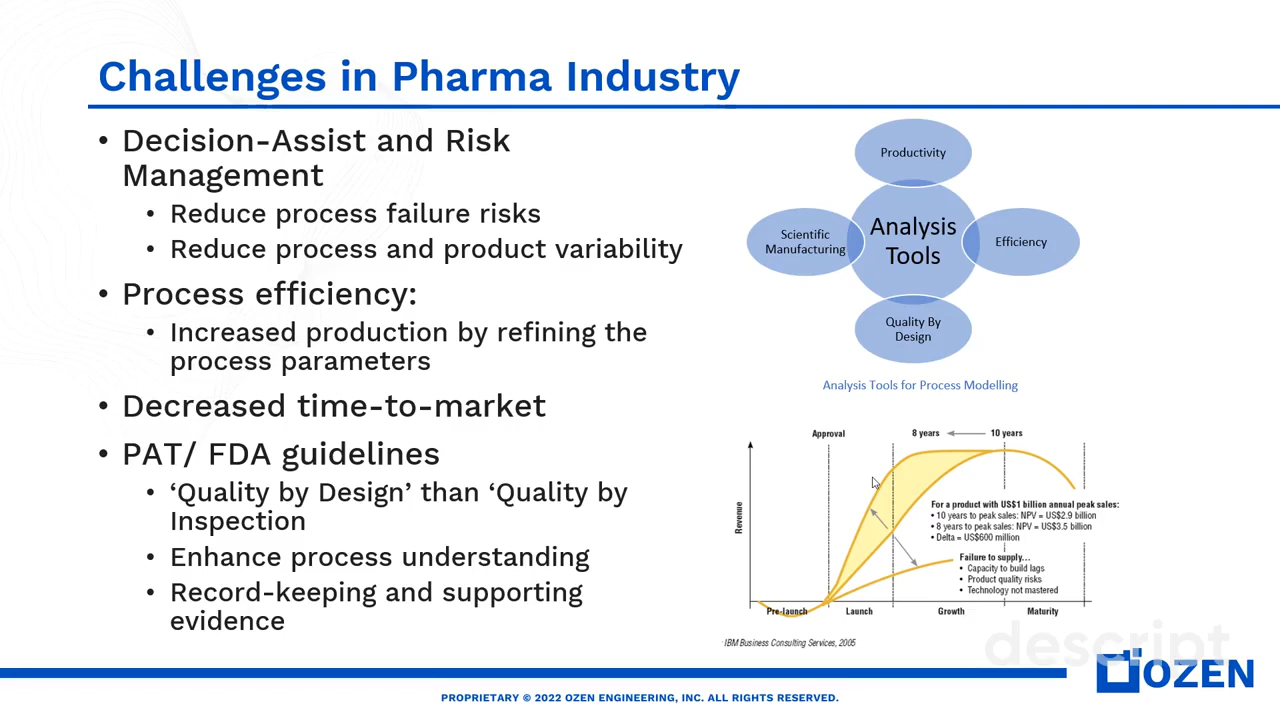 Challenges in Pharma Industry
• Decision-Assist and Risk
Management
• Reduce process failure risks
• Reduce process and product variability
• Process efficiency:
• Increased production by refining the
process parameters
• Decreased time-to-market
• PAT/ FDA guidelines
• ‘Quality by Design’ than ‘Quality by
Inspection
• Enhance process understanding
• Record-keeping and supporting
evidence
Productivity
Scientific
Manufacturing
Analysis
Tools
Efficiency
Quality By
Design
Analysis Tools for Process Modelling
Approval
8 years
10 years
Revenue
For a product with US$1 billion annual peak sales:
• 10 years to peak sales: NPV = US$2.9 billion
• 8 years to peak sales: NPV = US$3.5 billion
• Delta = US$600 million
Failure to supply…
• Capacity to build lags
• Product quality risks
• Technology not mastered
Pre-launch
Launch
Growth
Maturity
IBM Business Consulting Services, 2005
descript
OZEN
PROPRIETARY © 2022 OZEN ENGINEERING, INC. ALL RIGHTS RESERVED.